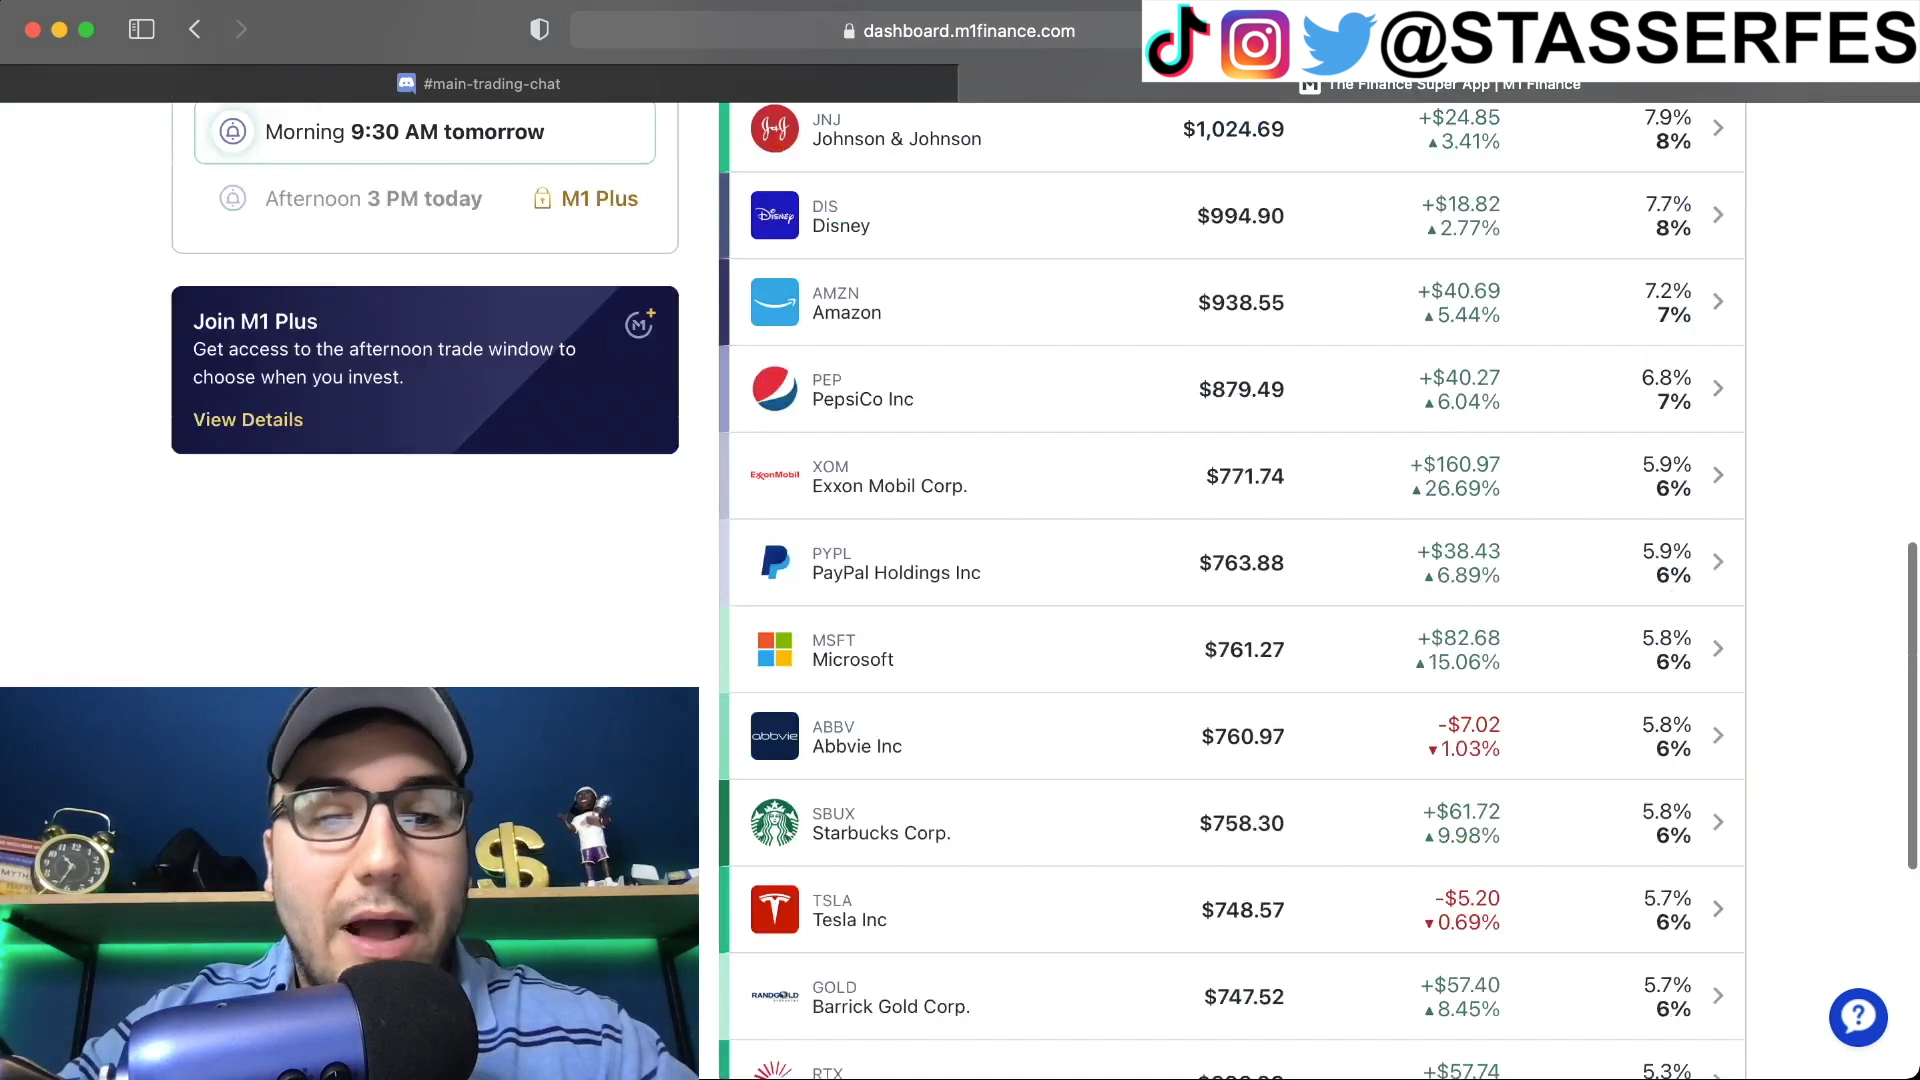 dashboard.m1finance.com
@STASSERFES
#main-trading-chat
The Finance Super App | M1 Finance
Morning 9:30 AM tomorrow
Afternoon 3 PM today
M1 Plus
Join M1 Plus
Get access to the afternoon trade window to
choose when you invest.
View Details
JNJ
Johnson & Johnson
$1,024.69
+$24.85
▲3.41%
7.9%
8%
DIS
Disney
$994.90
+$18.82
▲2.77%
7.7%
8%
AMZN
Amazon
$938.55
+$40.69
▲5.44%
7.2%
7%
PEP
PepsiCo Inc
$879.49
+$40.27
▲6.04%
6.8%
7%
ExxonMobil
XOM
Exxon Mobil Corp.
$771.74
+$160.97
▲26.69%
5.9%
6%
PYPL
PayPal Holdings Inc
$763.88
+$38.43
▲6.89%
5.9%
6%
MSFT
Microsoft
$761.27
+$82.68
▲15.06%
5.8%
6%
abbvie
ABBV
Abbvie Inc
$760.97
-$7.02
▼1.03%
5.8%
6%
SBUX
Starbucks Corp.
$758.30
+$61.72
▲9.98%
5.8%
6%
TSLA
Tesla Inc
$748.57
-$5.20
▼0.69%
5.7%
6%
RANDGOLD
GOLD
Barrick Gold Corp.
$747.52
+$57.40
▲8.45%
5.7%
6%
RTX
+$57.74
5.3%